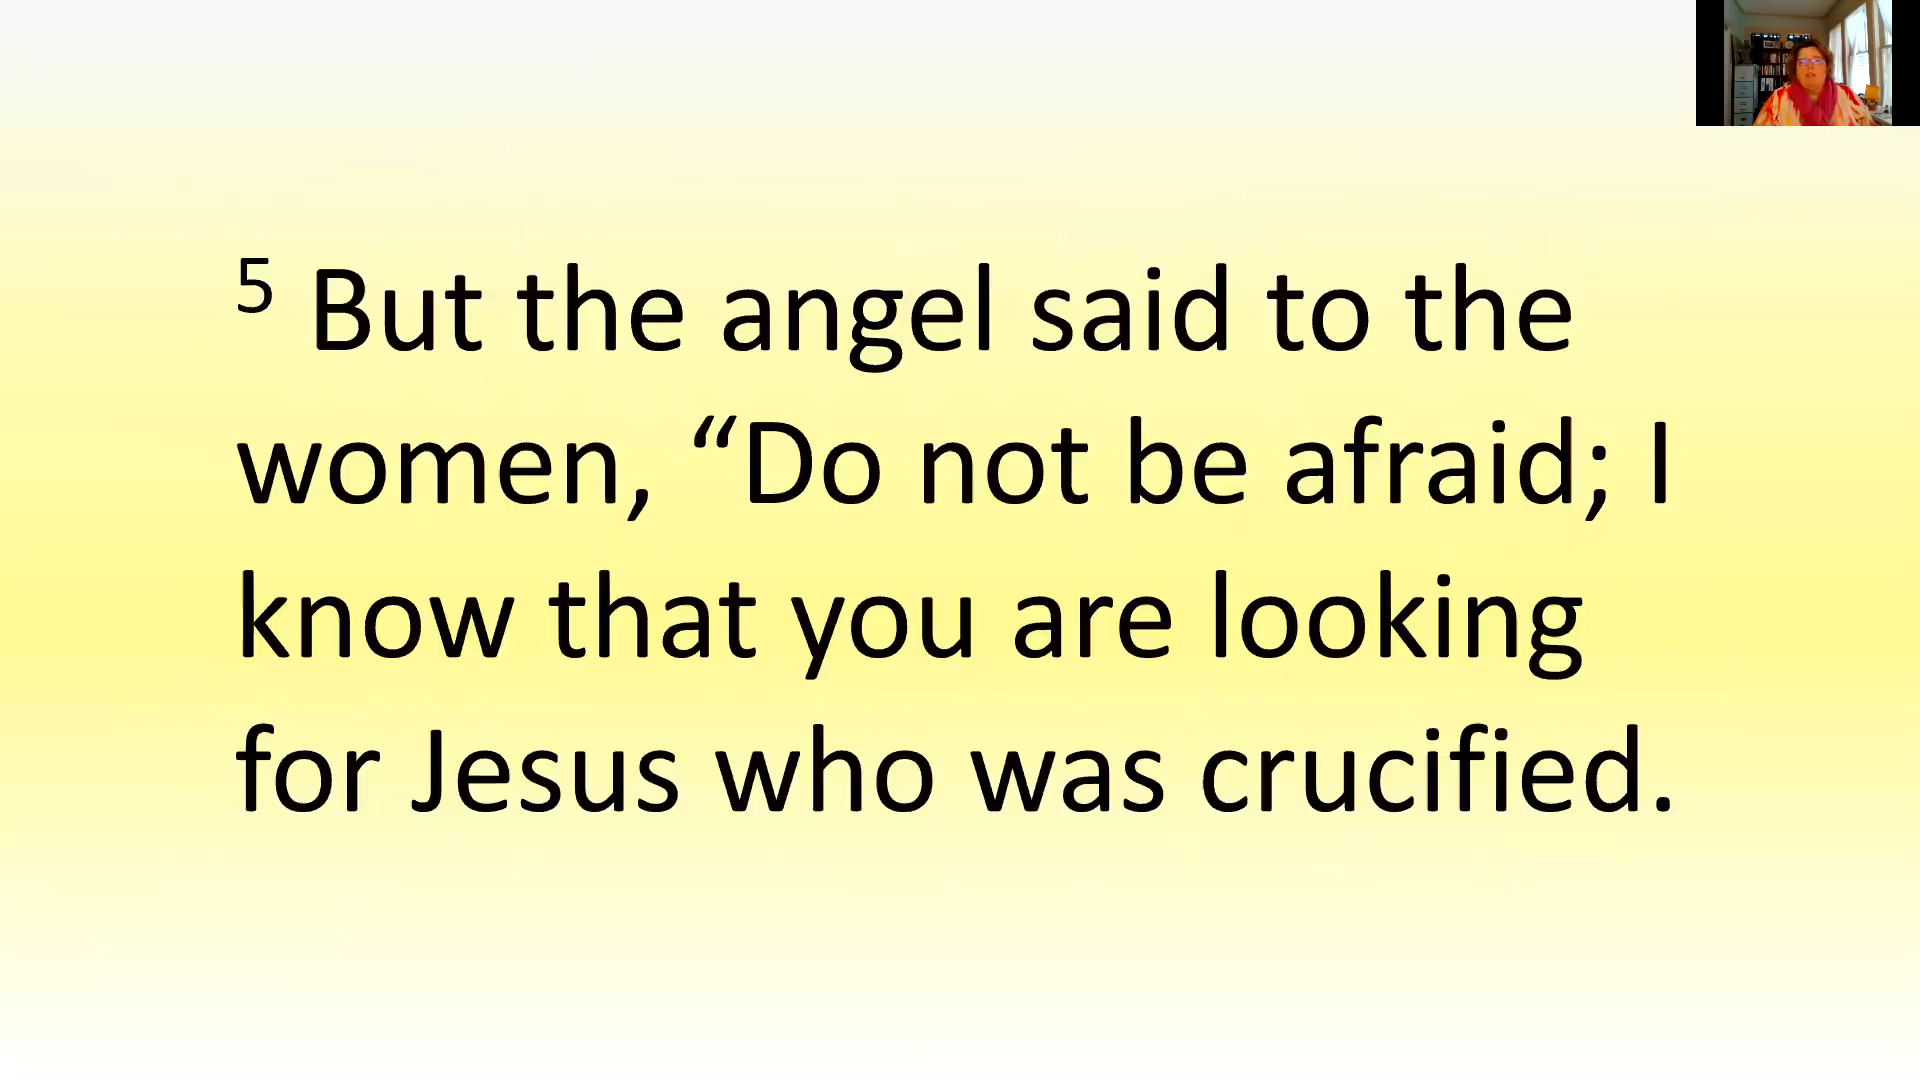 5 But the angel said to the
women, “Do not be afraid; I
know that you are looking
for Jesus who was crucified.